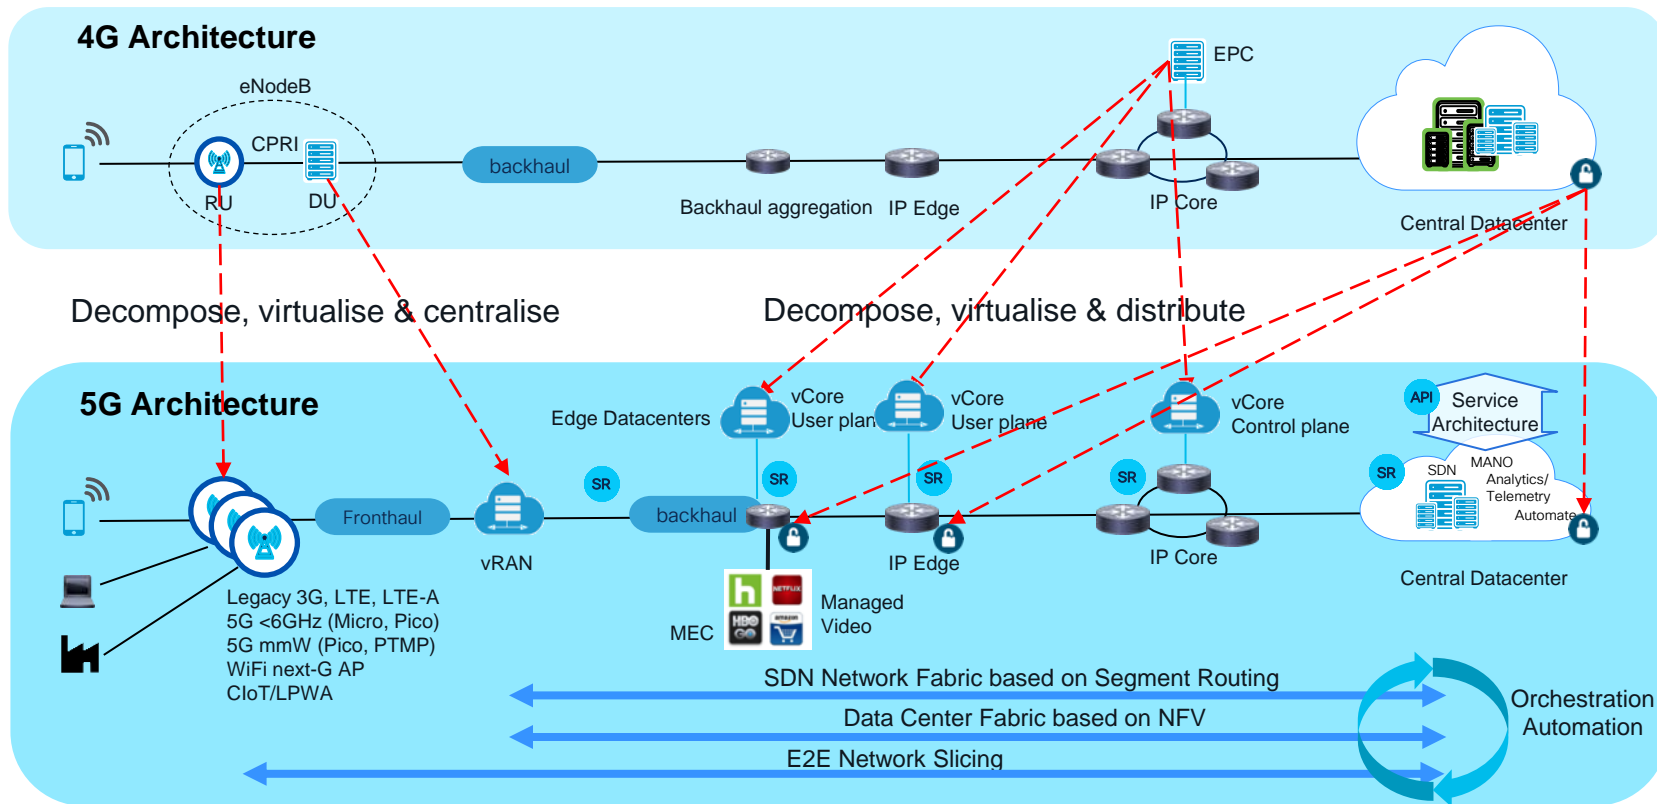 4G Architecture
EPC
eNodeB
CPRI
RU
DU
backhaul
Backhaul aggregation
IP Edge
IP Core
Central Datacenter
Decompose, virtualise & centralise
Decompose, virtualise & distribute
5G Architecture
Edge Datacenters
vCore
User plan
vCore
User plane
vCore
Control plane
API
Service
Architecture
SR
SR
SR
SR
SR
SDN
MANO
Analytics/
Telemetry
Automate
Fronthaul
vRAN
backhaul
IP Edge
IP Core
Central Datacenter
Legacy 3G, LTE, LTE-A
5G <6GHz (Micro, Pico)
5G mmW (Pico, PTMP)
WiFi next-G AP
CIoT/LPWA
MEC
h
NETFLIX
HBO
GO
amazon
Managed
Video
SDN Network Fabric based on Segment Routing
Data Center Fabric based on NFV
E2E Network Slicing
Orchestration
Automation